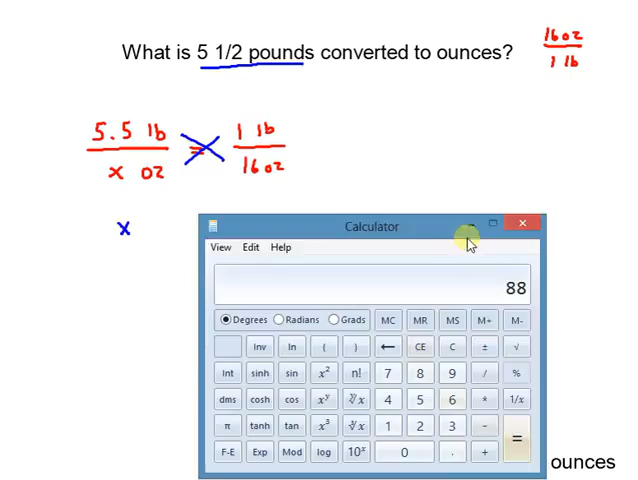 What is 5 1/2 pounds converted to ounces?
16 oz
1 lb
5.5 lb = 1 lb
x oz 16 oz
x
Calculator
View Edit Help
88
Degrees Radians Grads MC MR MS M+ M-
Inv ln ( ) ← CE C ± √
Int sinh sin x² n! 7 8 9 / %
dms cosh cos xʸ ʸ√x 4 5 6 * 1/x
π tanh tan x³ ³√x 1 2 3 - =
F-E Exp Mod log 10ˣ 0 . +
ounces